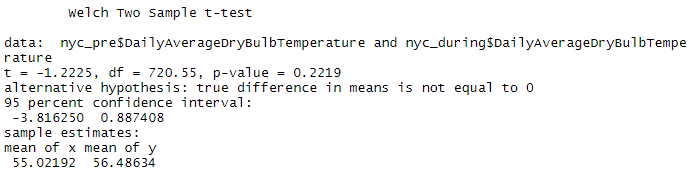 Welch Two Sample t-test
data:  nyc_pre$DailyAverageDryBulbTemperature and nyc_during$DailyAverageDryBulbTempe
rature
t = -1.2225, df = 720.55, p-value = 0.2219
alternative hypothesis: true difference in means is not equal to 0
95 percent confidence interval:
 -3.816250  0.887408
sample estimates:
mean of x mean of y
 55.02192  56.48634